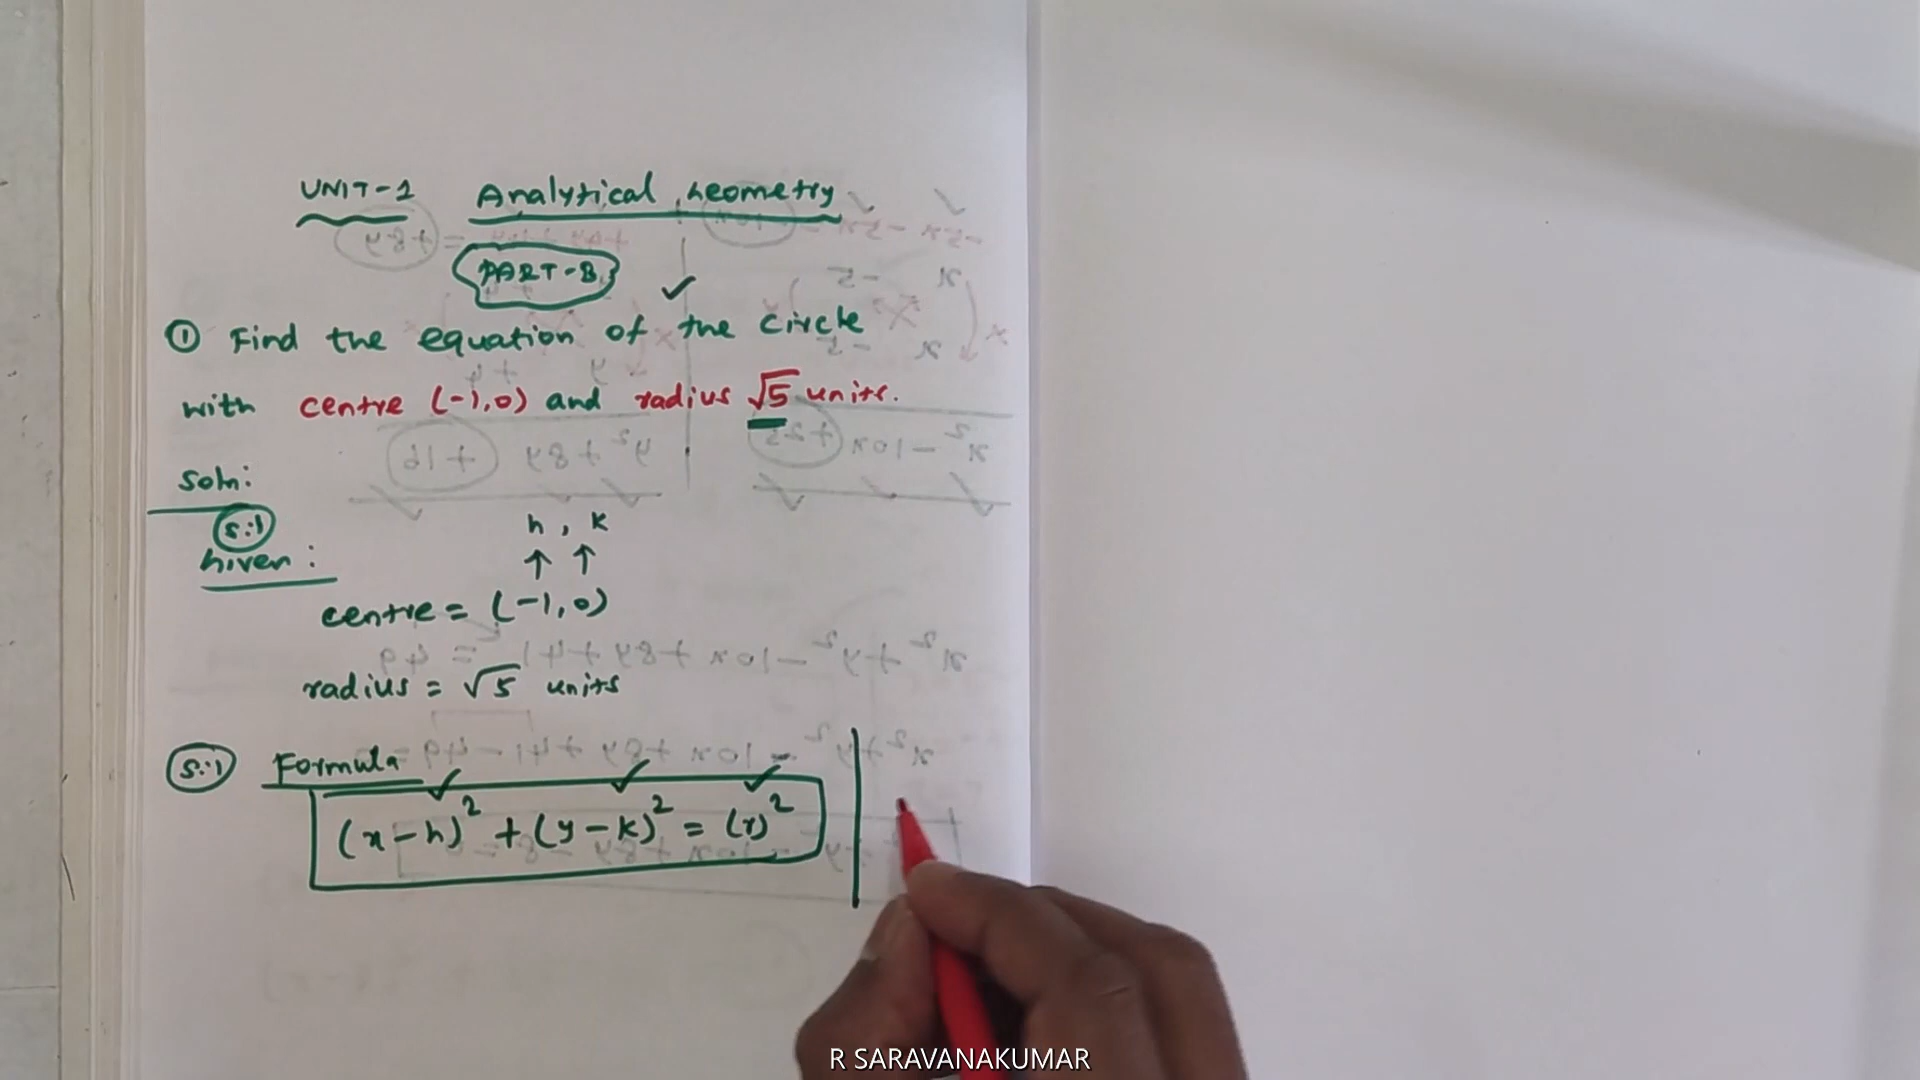 UNIT-1 Analytical Geometry
PART-B
① Find the equation of the circle
with centre (-1,0) and radius √5 units.
Soln:
S:1
Given:
h, k
↑ ↑
centre = (-1,0)
radius = √5 units
S:1 Formula
(x-h)² + (y-k)² = (r)²
R SARAVANAKUMAR